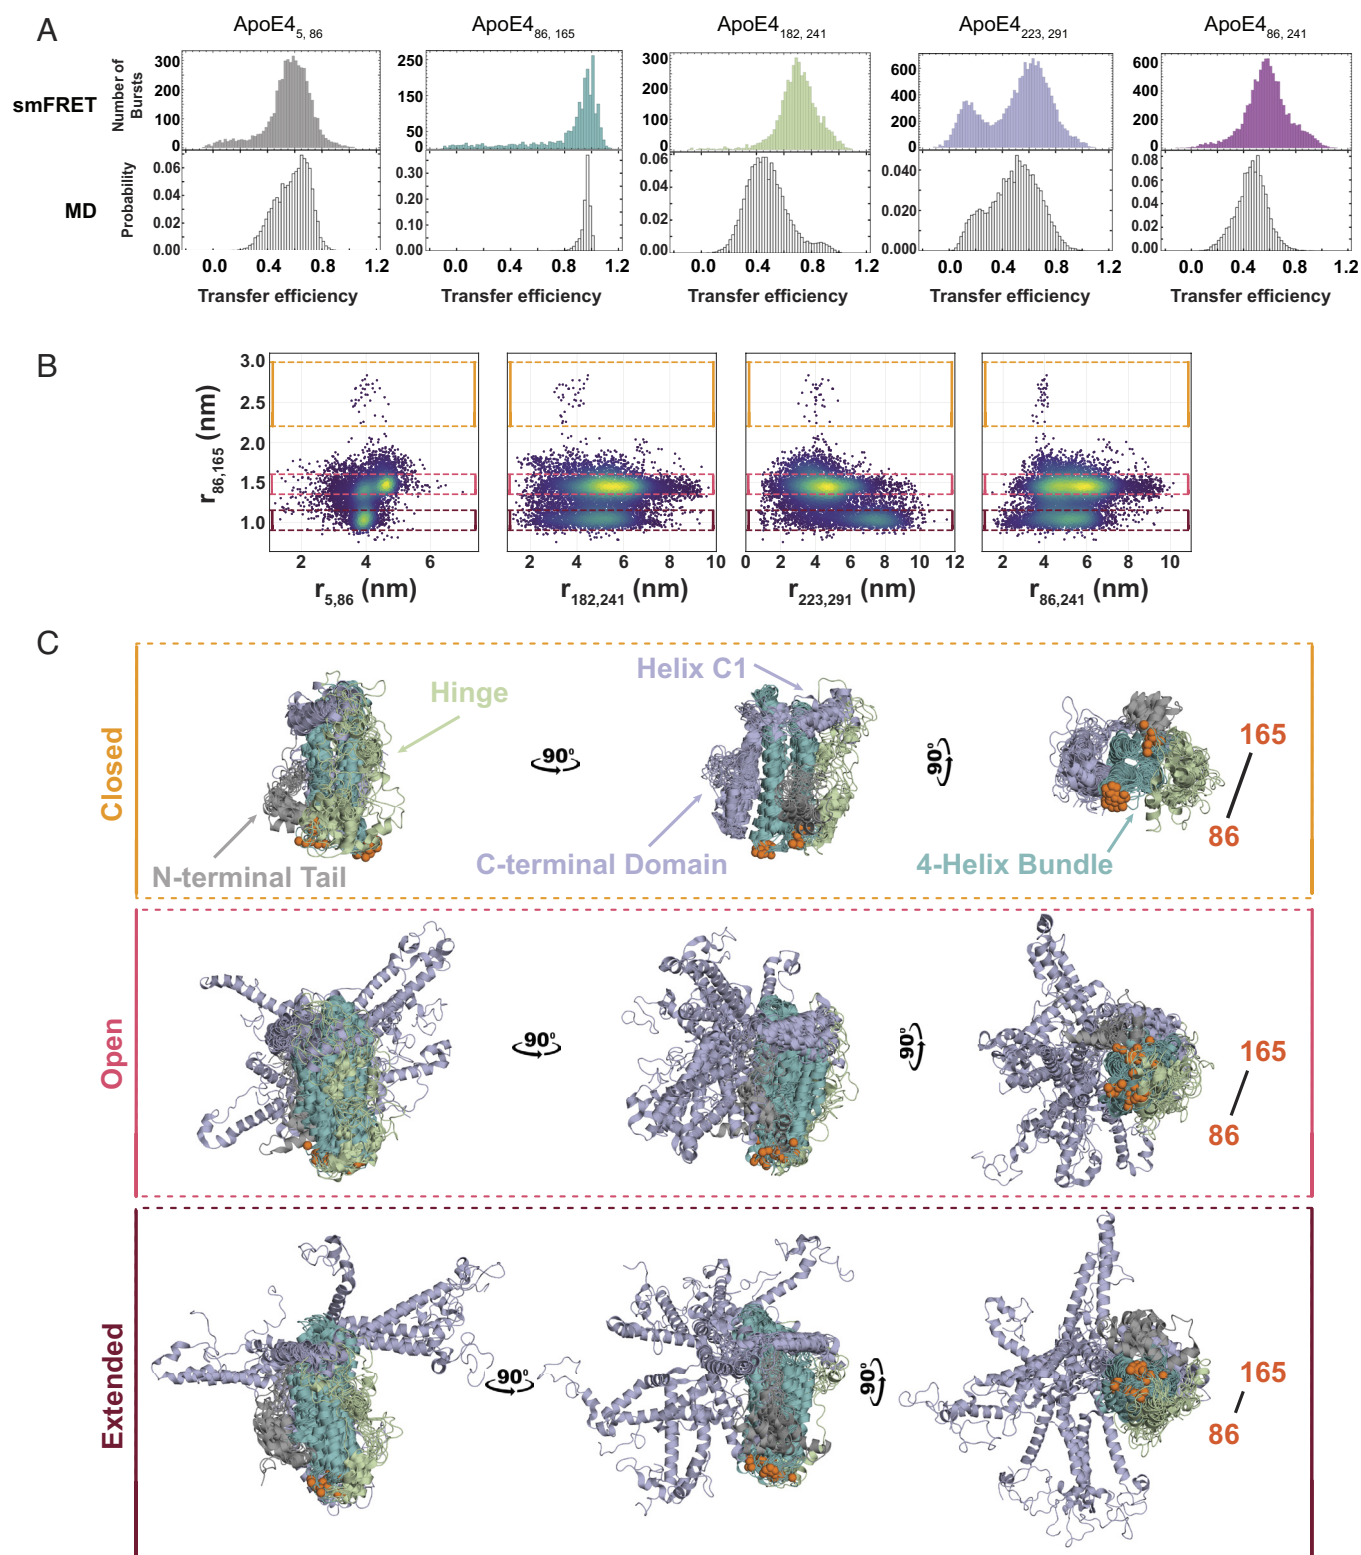 A
ApoE4 5, 86
ApoE4 86, 165
ApoE4 182, 241
ApoE4 223, 291
ApoE4 86, 241
smFRET
Number of
Bursts
300
200
100
0
250
150
50
0
300
200
100
0
600
400
200
0
600
400
200
0
MD
Probability
0.06
0.04
0.02
0.00
0.30
0.20
0.10
0.00
0.06
0.04
0.02
0.00
0.040
0.020
0.000
0.08
0.06
0.04
0.02
0.00
0.0 0.4 0.8 1.2
0.0 0.4 0.8 1.2
0.0 0.4 0.8 1.2
0.0 0.4 0.8 1.2
0.0 0.4 0.8 1.2
Transfer efficiency
Transfer efficiency
Transfer efficiency
Transfer efficiency
Transfer efficiency
B
r86,165 (nm)
3.0
2.5
2.0
1.5
1.0
2 4 6
2 4 6 8 10
0 2 4 6 8 10 12
2 4 6 8 10
r5,86 (nm)
r182,241 (nm)
r223,291 (nm)
r86,241 (nm)
C
Closed
Hinge
Helix C1
N-terminal Tail
C-terminal Domain
4-Helix Bundle
90°
90°
165
86
Open
90°
90°
165
86
Extended
90°
90°
165
86